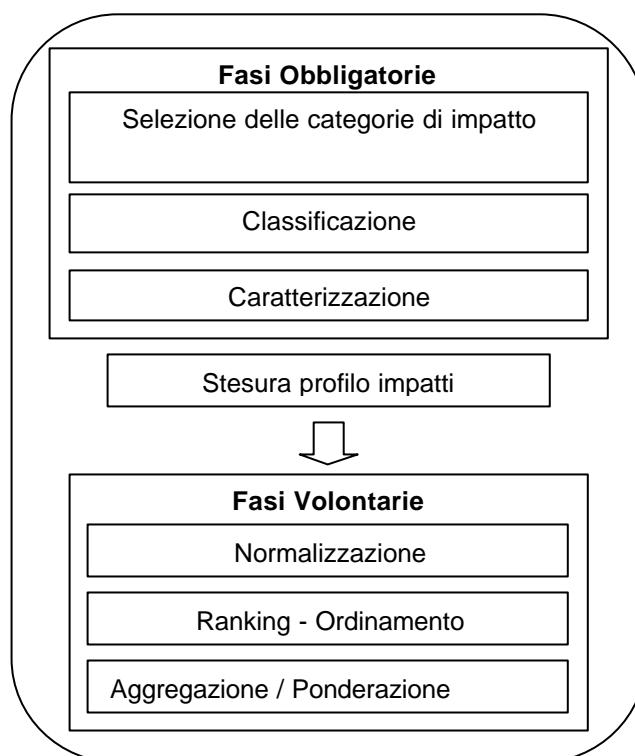 Fasi Obbligatorie
Selezione delle categorie di impatto
Classificazione
Caratterizzazione
Stesura profilo impatti
Fasi Volontarie
Normalizzazione
Ranking - Ordinamento
Aggregazione / Ponderazione